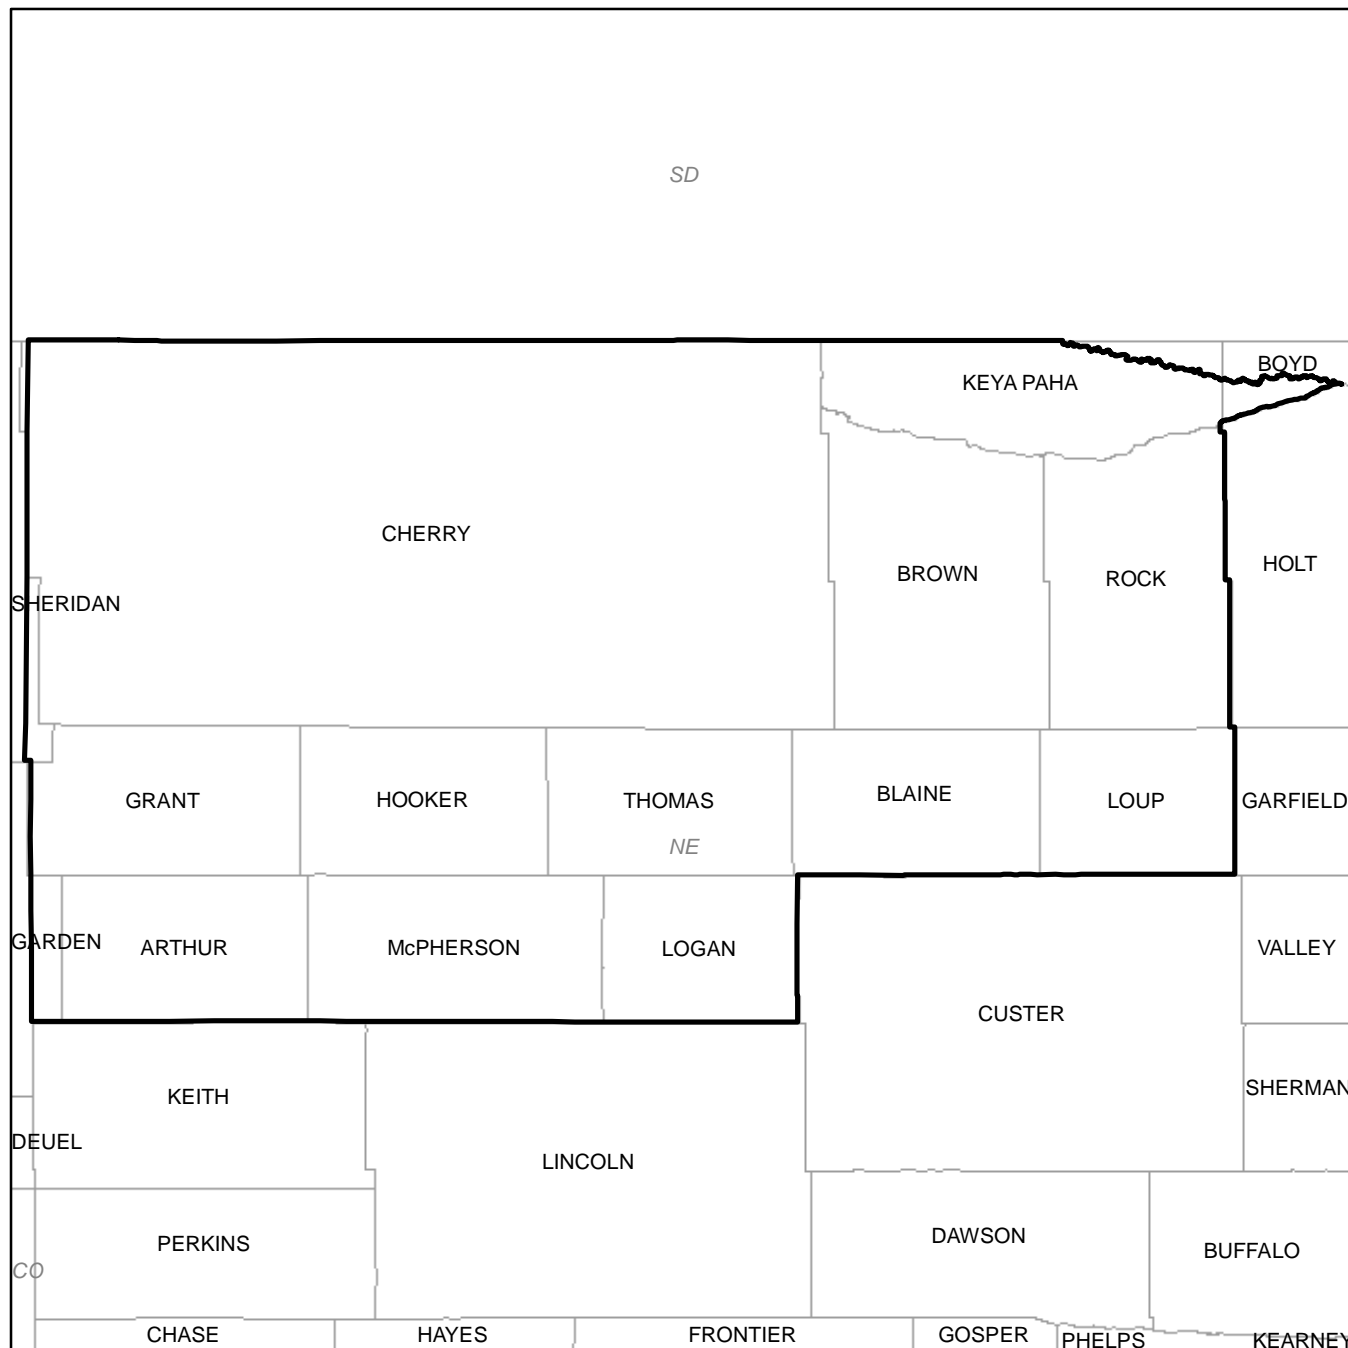 SD
BOYD
KEYA PAHA
CHERRY
HOLT
BROWN
ROCK
SHERIDAN
BLAINE
GRANT
HOOKER
THOMAS
LOUP
GARFIELD
NE
GARDEN
ARTHUR
McPHERSON
LOGAN
VALLEY
CUSTER
KEITH
SHERMAN
DEUEL
LINCOLN
DAWSON
PERKINS
BUFFALO
CO
CHASE
HAYES
FRONTIER
GOSPER
PHELPS
KEARNEY